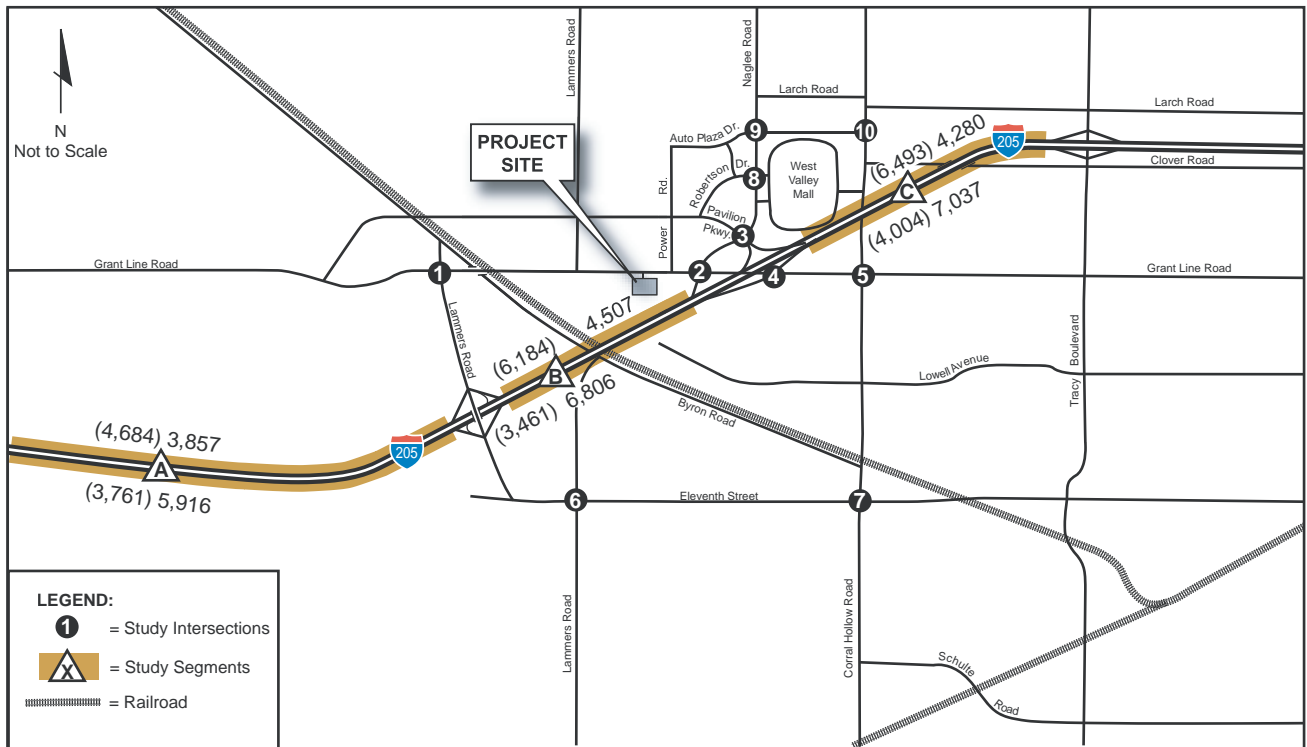 Lammers Road
Naglee Road
Larch Road
Larch Road
N
Not to Scale
PROJECT
SITE
Auto Plaza Dr.
9
10
205
Clover Road
(6,493) 4,280
West
Valley
Mall
Robertson Dr.
8
C
Power Rd.
Pavilion
Pkwy.
3
(4,004) 7,037
Grant Line Road
1
2
4
5
Grant Line Road
4,507
(6,184)
B
(3,461) 6,806
Lammers Road
Lowell Avenue
Tracy Boulevard
Byron Road
(4,684) 3,857
205
A
(3,761) 5,916
6
Eleventh Street
7
LEGEND:
1 = Study Intersections
X = Study Segments
= Railroad
Lammers Road
Corral Hollow Road
Schulte
Road